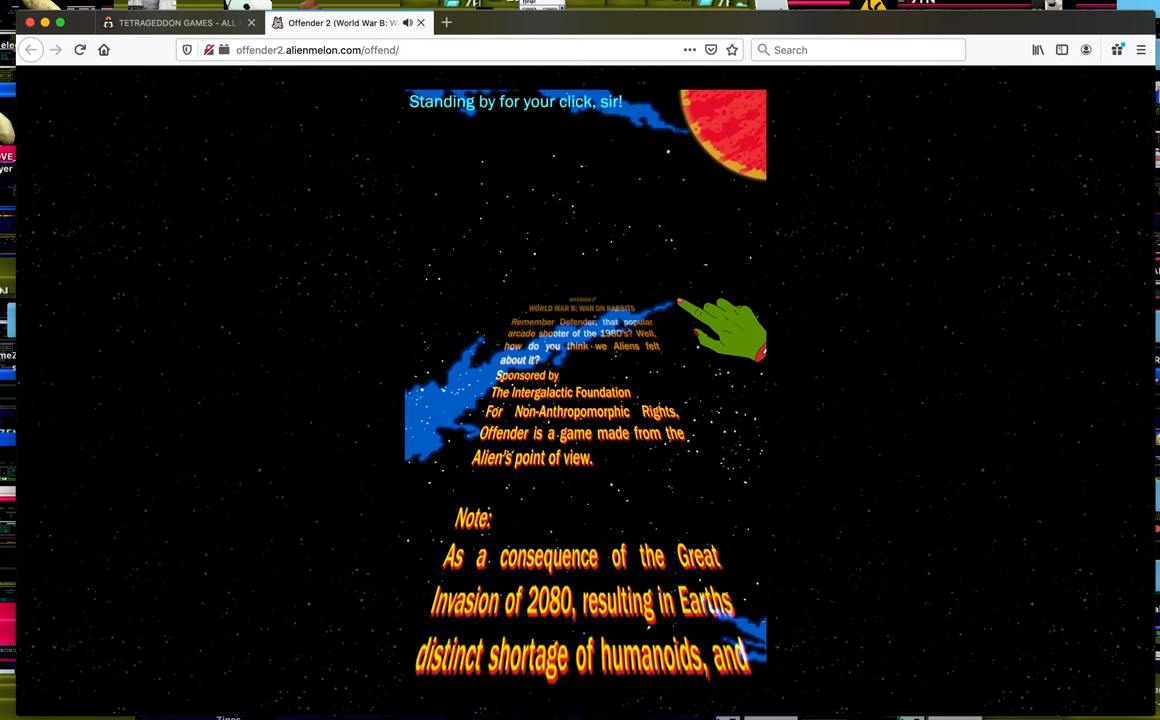 TETRAGEDDON GAMES - ALL
Offender 2 (World War B: W
offender2.alienmelon.com/offend/
Search
Standing by for your click, sir!
OFFENDER 2
WORLD WAR B: WAR ON RABBITS
Remember Defender, that popular
arcade shooter of the 1980's? Well,
how do you think we Aliens felt
about it?
Sponsored by
The Intergalactic Foundation
For Non-Anthropomorphic Rights,
Offender is a game made from the
Alien's point of view.
Note:
As a consequence of the Great
Invasion of 2080, resulting in Earths
distinct shortage of humanoids, and